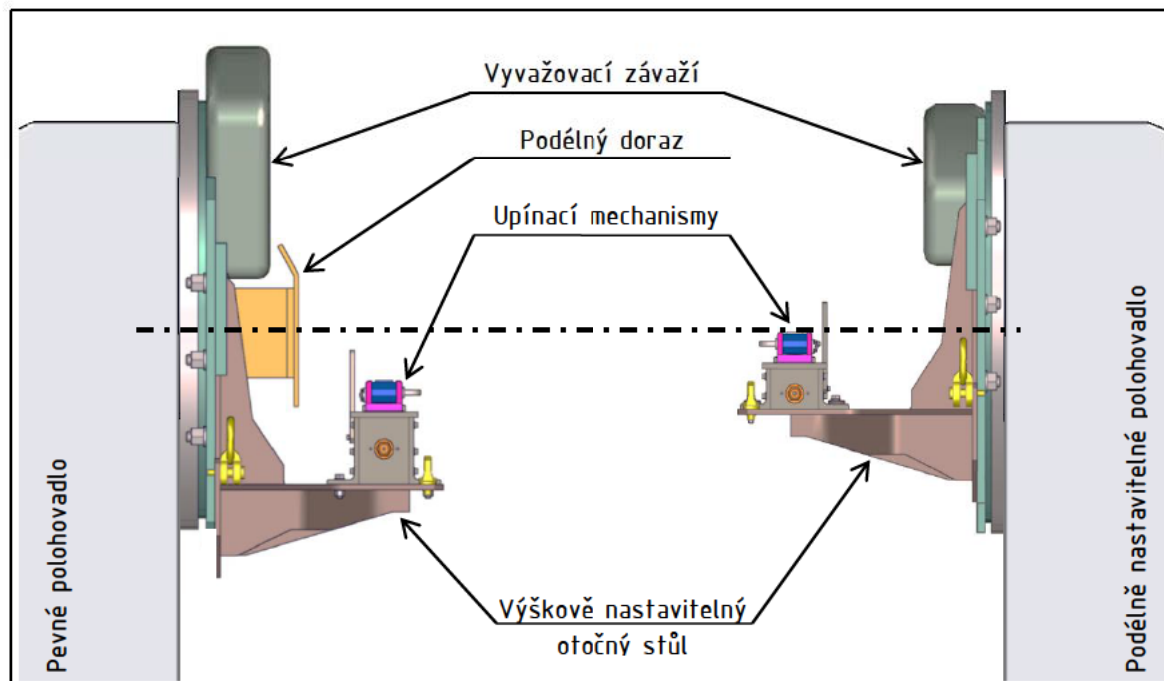 Vyvažovací závaží
Podélný doraz
Upínací mechanismy
Výškově nastavitelný
otočný stůl
Pevné polohovadlo
Podélně nastavitelné polohovadlo